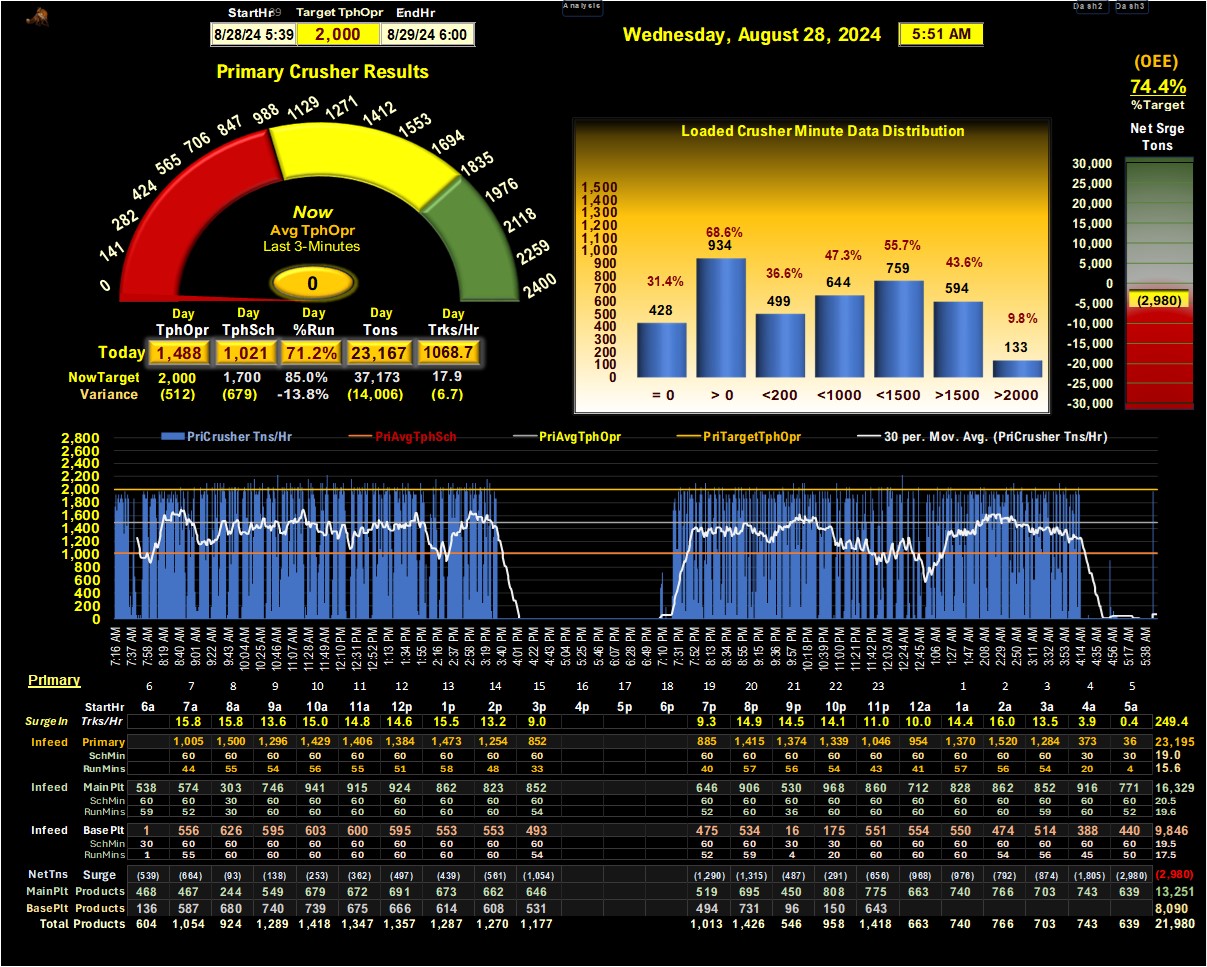 Analysis
Dash2 Dash3
StartHr Target TphOpr EndHr
8/28/24 5:39 2,000 8/29/24 6:00
Wednesday, August 28, 2024 5:51 AM
Primary Crusher Results
0 141 282 424 565 706 847 988 1129 1271 1412 1553 1694 1835 1976 2118 2259 2400
Now
Avg TphOpr
Last 3-Minutes
0
Day Day Day Day Day
TphOpr TphSch %Run Tons Trks/Hr
Today 1,488 1,021 71.2% 23,167 1068.7
NowTarget 2,000 1,700 85.0% 37,173 17.9
Variance (512) (679) -13.8% (14,006) (6.7)
Loaded Crusher Minute Data Distribution
1,500
1,400
1,300
1,200
1,100
1,000
900
800
700
600
500
400
300
200
100
0
31.4% 68.6% 36.6% 47.3% 55.7% 43.6% 9.8%
428 934 499 644 759 594 133
= 0 > 0 <200 <1000 <1500 >1500 >2000
(OEE)
74.4%
%Target
Net Srge
Tons
30,000
25,000
20,000
15,000
10,000
5,000
0
-5,000
-10,000
-15,000
-20,000
-25,000
-30,000
(2,980)
PriCrusher Tns/Hr PriAvgTphSch PriAvgTphOpr PriTargetTphOpr 30 per. Mov. Avg. (PriCrusher Tns/Hr)
2,800
2,600
2,400
2,200
2,000
1,800
1,600
1,400
1,200
1,000
800
600
400
200
0
7:16 AM 7:37 AM 7:58 AM 8:19 AM 8:40 AM 9:01 AM 9:22 AM 9:43 AM 10:04 AM 10:25 AM 10:46 AM 11:07 AM 11:28 AM 11:49 AM 12:10 PM 12:31 PM 12:52 PM 1:13 PM 1:34 PM 1:55 PM 2:16 PM 2:37 PM 2:58 PM 3:19 PM 3:40 PM 4:01 PM 4:22 PM 4:43 PM 5:04 PM 5:25 PM 5:46 PM 6:07 PM 6:28 PM 6:49 PM 7:10 PM 7:31 PM 7:52 PM 8:13 PM 8:34 PM 8:55 PM 9:15 PM 9:36 PM 9:57 PM 10:18 PM 10:39 PM 11:00 PM 11:21 PM 11:42 PM 12:03 AM 12:24 AM 12:45 AM 1:06 AM 1:27 AM 1:47 AM 2:08 AM 2:29 AM 2:50 AM 3:11 AM 3:32 AM 3:53 AM 4:14 AM 4:35 AM 4:56 AM 5:17 AM 5:38 AM
Primary
6 7 8 9 10 11 12 13 14 15 16 17 18 19 20 21 22 23 1 2 3 4 5
StartHr 6a 7a 8a 9a 10a 11a 12p 1p 2p 3p 4p 5p 6p 7p 8p 9p 10p 11p 12a 1a 2a 3a 4a 5a
SurgeIn Trks/Hr 15.8 15.8 13.6 15.0 14.8 14.6 15.5 13.2 9.0 9.3 14.9 14.5 14.1 11.0 10.0 14.4 16.0 13.5 3.9 0.4 249.4
Infeed Primary 1,005 1,500 1,296 1,429 1,406 1,384 1,473 1,254 852 885 1,415 1,374 1,339 1,046 954 1,370 1,520 1,284 373 36 23,195
SchMin 60 60 60 60 60 60 60 60 60 60 60 60 60 60 60 60 60 60 30 30 19.0
RunMins 44 55 54 56 55 51 58 48 33 40 57 56 54 43 41 57 56 54 20 4 15.6
Infeed MainPlt 538 574 303 746 941 915 924 862 823 852 646 906 530 968 860 712 828 862 852 916 771 16,329
SchMin 60 60 30 60 60 60 60 60 60 60 60 60 60 60 60 60 60 60 60 60 60 20.5
RunMins 59 52 30 60 60 60 60 60 60 54 52 60 36 60 60 60 60 60 59 60 52 19.6
Infeed BasePlt 1 556 626 595 603 600 595 553 553 493 475 534 16 175 551 554 550 474 514 388 440 9,846
SchMin 30 60 60 60 60 60 60 60 60 60 60 60 30 30 60 60 60 60 60 60 60 19.5
RunMins 1 55 60 60 60 60 60 60 60 54 52 59 4 20 60 60 60 54 56 45 50 17.5
NetTns Surge (539) (664) (93) (138) (253) (362) (497) (439) (561) (1,054) (1,290) (1,315) (487) (291) (656) (968) (976) (792) (874) (1,805) (2,980) (2,980)
MainPlt Products 468 467 244 549 679 672 691 673 662 646 519 695 450 808 775 663 740 766 703 743 639 13,251
BasePlt Products 136 587 680 740 739 675 666 614 608 531 494 731 96 150 643 8,090
Total Products 604 1,054 924 1,289 1,418 1,347 1,357 1,287 1,270 1,177 1,013 1,426 546 958 1,418 663 740 766 703 743 639 21,980